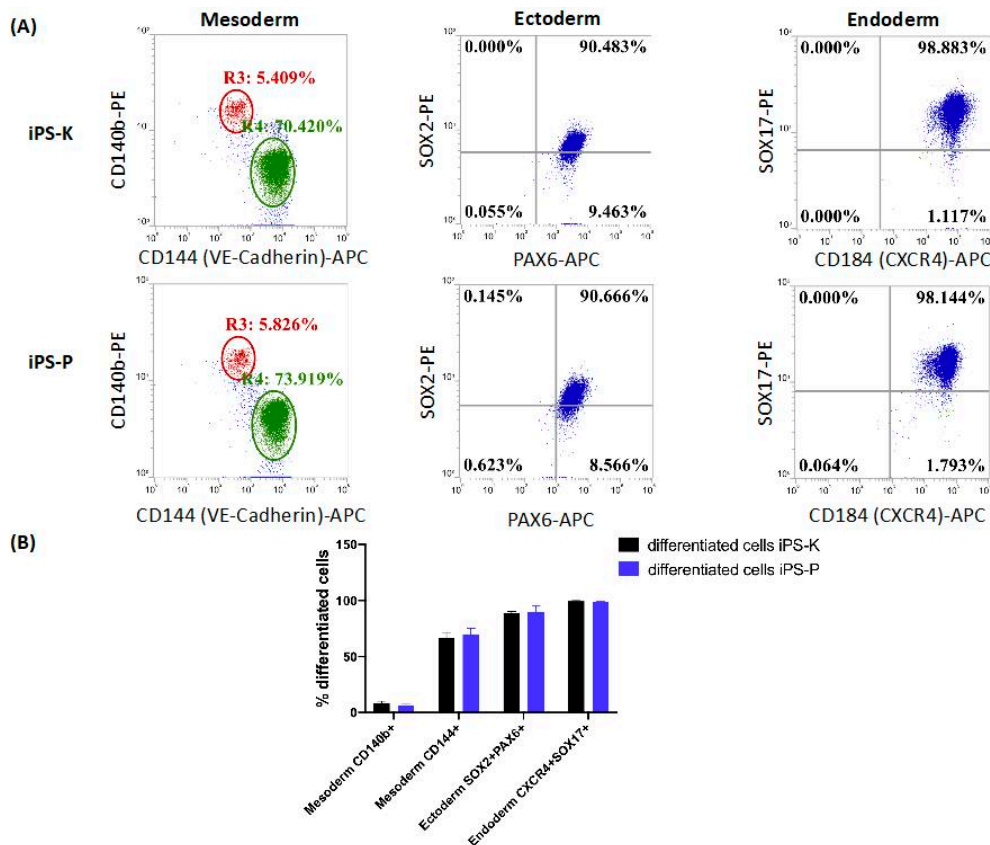 (A)
Mesoderm
Ectoderm
Endoderm
iPS-K
CD140b-PE
R3: 5.409%
R4: 70.420%
CD144 (VE-Cadherin)-APC
SOX2-PE
0.000% 90.483%
0.055% 9.463%
PAX6-APC
SOX17-PE
0.000% 98.883%
0.000% 1.117%
CD184 (CXCR4)-APC
iPS-P
CD140b-PE
R3: 5.826%
R4: 73.919%
CD144 (VE-Cadherin)-APC
SOX2-PE
0.145% 90.666%
0.623% 8.566%
PAX6-APC
SOX17-PE
0.000% 98.144%
0.064% 1.793%
CD184 (CXCR4)-APC
(B)
% differentiated cells
150
100
50
0
differentiated cells iPS-K
differentiated cells iPS-P
Mesoderm CD140b+
Mesoderm CD144+
Ectoderm SOX2+PAX6+
Endoderm CXCR4+SOX17+